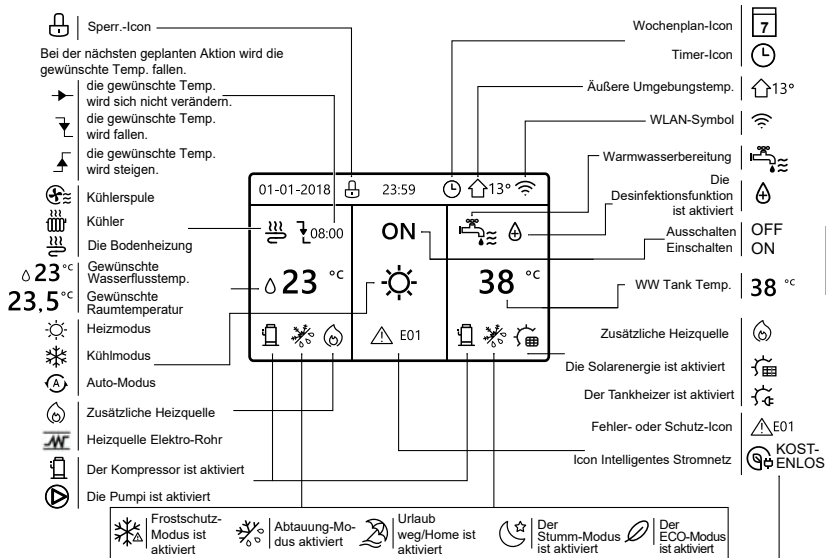 Sperr.-Icon
Bei der nächsten geplanten Aktion wird die
gewünschte Temp. fallen.
die gewünschte Temp.
wird sich nicht verändern.
die gewünschte Temp.
wird fallen.
die gewünschte Temp.
wird steigen.
Kühlerspule
Kühler
Die Bodenheizung
23 °C
Gewünschte
Wasserflusstemp.
23,5°C
Gewünschte
Raumtemperatur
Heizmodus
Kühlmodus
A
Auto-Modus
Zusätzliche Heizquelle
Heizquelle Elektro-Rohr
Der Kompressor ist aktiviert
Die Pumpi ist aktiviert
01-01-2018
23:59
13°
08:00
ON
23 °C
38 °C
E01
Wochenplan-Icon
7
Timer-Icon
Äußere Umgebungstemp.
13°
WLAN-Symbol
Warmwasserbereitung
Die
Desinfektionsfunktion
ist aktiviert
Ausschalten OFF
Einschalten ON
WW Tank Temp.
38 °C
Zusätzliche Heizquelle
Die Solarenergie ist aktiviert
Der Tankheizer ist aktiviert
Fehler- oder Schutz-Icon
E01
Icon Intelligentes Stromnetz
KOST-
ENLOS
Frostschutz-
Modus ist
aktiviert
Abtauung-Mo-
dus aktiviert
Urlaub
weg/Home ist
aktiviert
Der
Stumm-Modus
ist aktiviert
Der
ECO-Modus
ist aktiviert